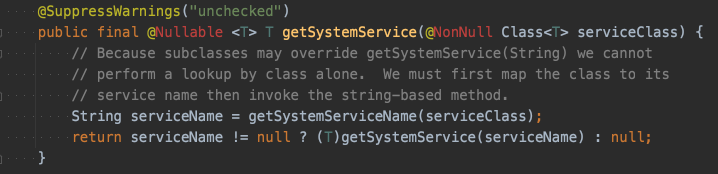 @SuppressWarnings("unchecked")
public final @Nullable <T> T getSystemService(@NonNull Class<T> serviceClass) {
    // Because subclasses may override getSystemService(String) we cannot
    // perform a lookup by class alone.  We must first map the class to its
    // service name then invoke the string-based method.
    String serviceName = getSystemServiceName(serviceClass);
    return serviceName != null ? (T)getSystemService(serviceName) : null;
}